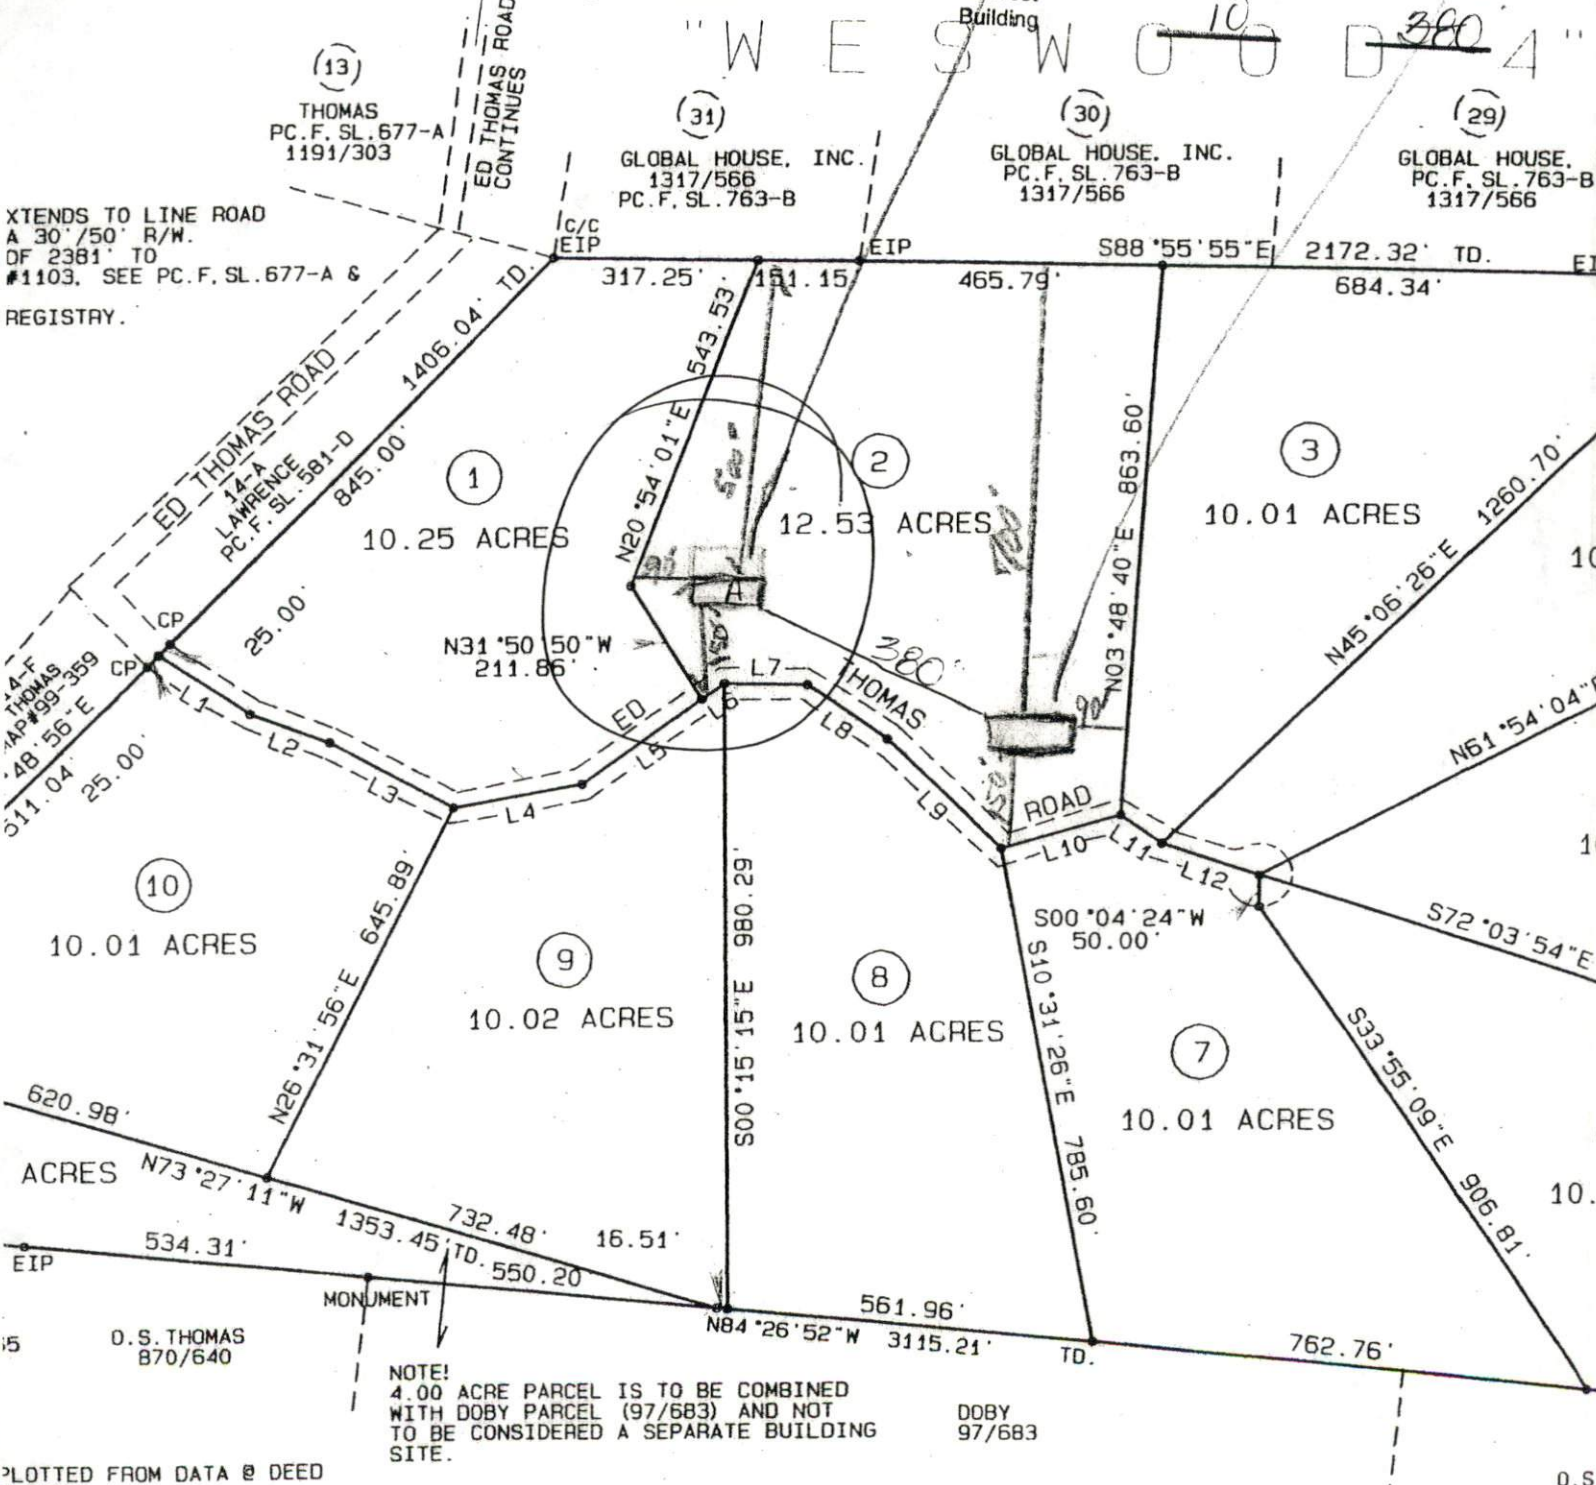 Building
"WESWOOD 4"
10
380
(13)
THOMAS
PC.F. SL.677-A
1191/303
ED THOMAS ROAD
CONTINUES
(31)
GLOBAL HOUSE, INC.
1317/566
PC.F. SL.763-B
(30)
GLOBAL HOUSE. INC.
PC.F. SL.763-B
1317/566
(29)
GLOBAL HOUSE.
PC.F. SL.763-B
1317/566
XTENDS TO LINE ROAD
A 30'/50' R/W.
OF 2381' TO
#1103, SEE PC.F,SL.677-A &
REGISTRY.
C/C
EIP
EIP
S88°55'55"E 2172.32' TD.
EI
317.25'
151.15'
465.79'
684.34'
1406.04' TD.
N20°54'01"E 543.53'
ED THOMAS ROAD
14-A
LAWRENCE
PC.F. SL. 581-D
845.00'
1
10.25 ACRES
2
12.53 ACRES
3
10.01 ACRES
N03°48'40"E 863.60'
1260.70'
N45°06'26"E
10
A
150'
380'
90'
CP
CP
25.00'
N31°50'50"W
211.86'
14-F
THOMAS
MAP#99-359
'48'56"E
511.04'
25.00'
L1
L2
L3
L4
L5
L6
L7
L8
L9
L10
L11
L12
ED THOMAS ROAD
N61°54'04"E
10
S00°04'24"W
50.00'
S72°03'54"E
10
10.01 ACRES
645.89'
N26°31'56"E
9
10.02 ACRES
S00°15'15"E 980.29'
8
10.01 ACRES
S10°31'26"E 785.60'
7
10.01 ACRES
S33°55'09"E 906.81'
10.
620.98'
ACRES
N73°27'11"W
1353.45'TD.
732.48'
16.51'
534.31'
EIP
550.20'
MONUMENT
561.96'
N84°26'52"W 3115.21' TD.
762.76'
O.S.THOMAS
870/640
NOTE!
4.00 ACRE PARCEL IS TO BE COMBINED
WITH DOBY PARCEL (97/683) AND NOT
TO BE CONSIDERED A SEPARATE BUILDING
SITE.
DOBY
97/683
PLOTTED FROM DATA @ DEED
O.S